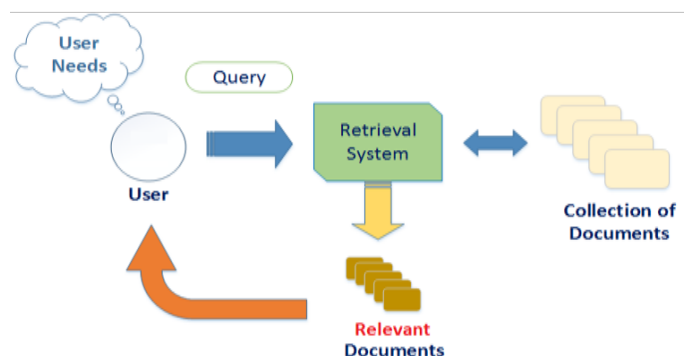 User
Needs
Query
Retrieval
System
User
Collection of
Documents
Relevant
Documents